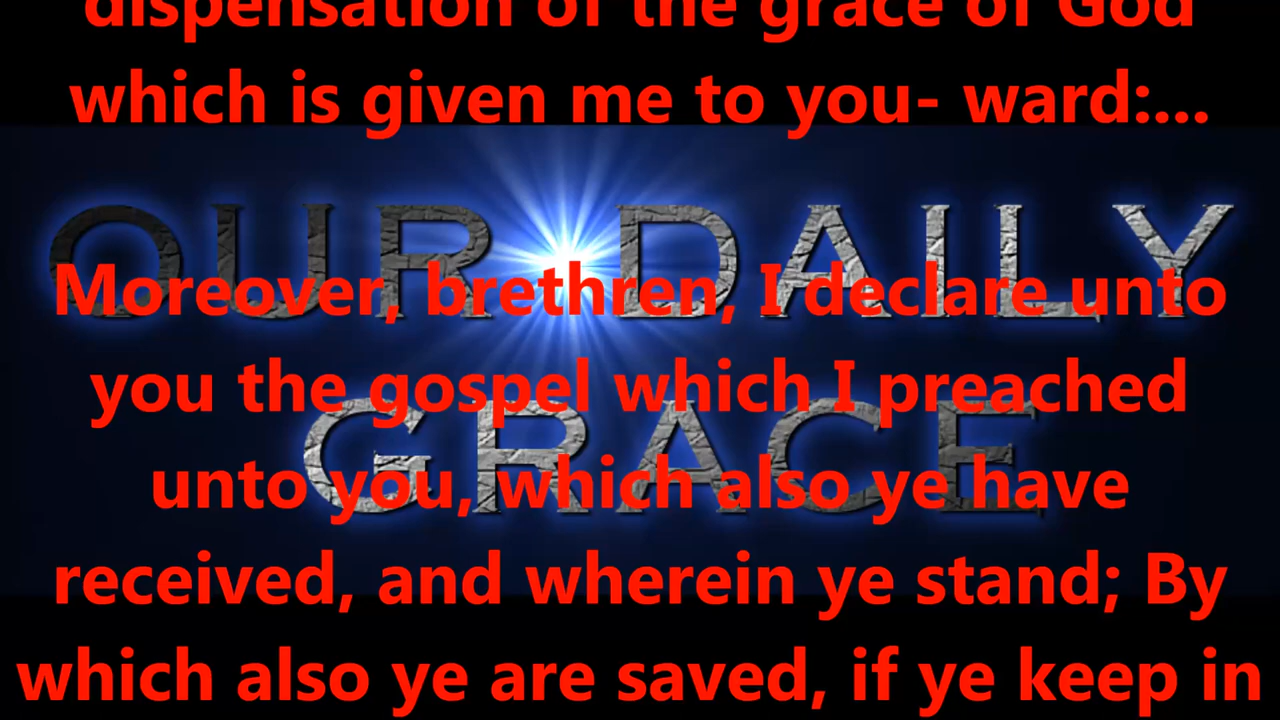 dispensation of the grace of God
which is given me to you- ward:...
OUR DAILY
Moreover, brethren, I declare unto
you the gospel which I preached
GRACE
unto you, which also ye have
received, and wherein ye stand; By
which also ye are saved, if ye keep in